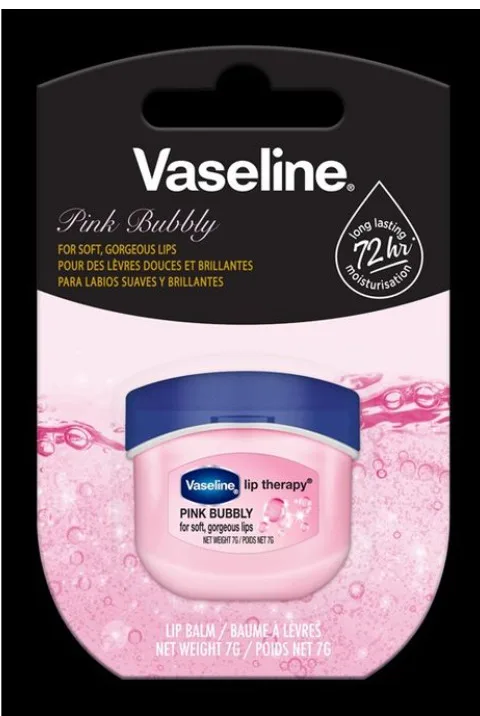 Vaseline®
Pink Bubbly
FOR SOFT, GORGEOUS LIPS
POUR DES LÈVRES DOUCES ET BRILLANTES
PARA LABIOS SUAVES Y BRILLANTES
long lasting
72hr
moisturisation
Vaseline® lip therapy®
PINK BUBBLY
for soft, gorgeous lips
NET WEIGHT 7G / POIDS NET 7G
LIP BALM / BAUME À LÈVRES
NET WEIGHT 7G / POIDS NET 7G